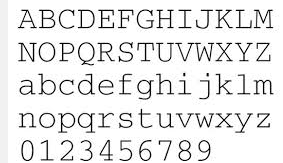 ABCDEFGHIJKLM
NOPQRSTUVWXYZ
abcdefghijklm
nopqrstuvwxyz
0123456789